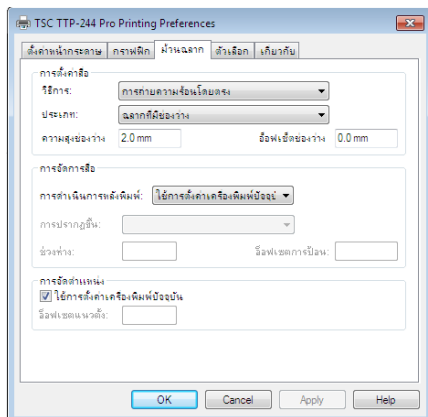 TSC TTP-244 Pro Printing Preferences
ตั้งค่าหน้ากระดาษ กราฟฟิก ม้วนฉลาก ตัวเลือก เกี่ยวกับ
การตั้งค่าสื่อ
วิธีการ: การถ่ายความร้อนโดยตรง
ประเภท: ฉลากที่มีช่องว่าง
ความสูงช่องว่าง 2.0 mm อ๊อฟเซ็ตช่องว่าง 0.0 mm
การจัดการสื่อ
การดำเนินการหลังพิมพ์: ใช้การตั้งค่าเครื่องพิมพ์ปัจจุบั
การปรากฏขึ้น:
ช่วงห่าง: อ๊อฟเซตการป้อน:
การจัดตำแหน่ง
ใช้การตั้งค่าเครื่องพิมพ์ปัจจุบัน
อ๊อฟเซตแนวตั้ง:
OK Cancel Apply Help